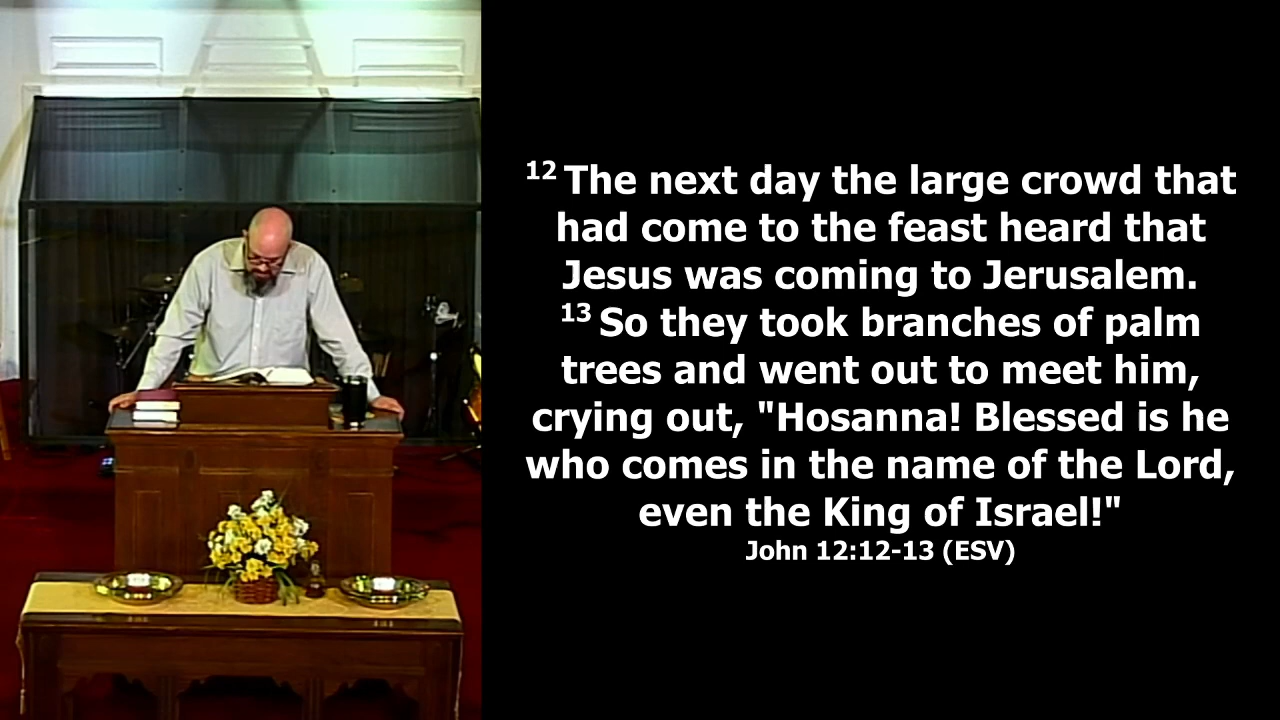 12 The next day the large crowd that
had come to the feast heard that
Jesus was coming to Jerusalem.
13 So they took branches of palm
trees and went out to meet him,
crying out, "Hosanna! Blessed is he
who comes in the name of the Lord,
even the King of Israel!"
John 12:12-13 (ESV)